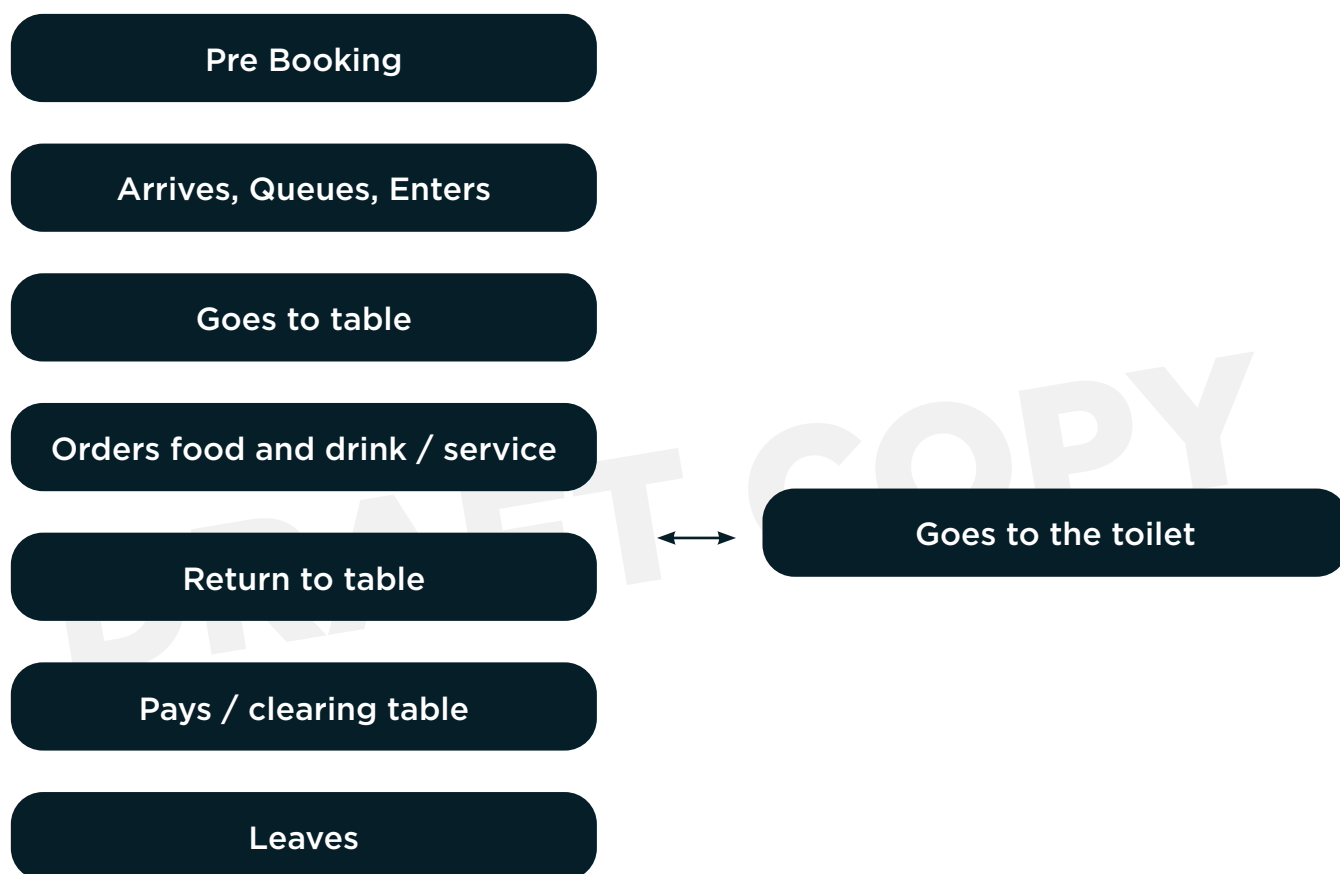 Pre Booking
Arrives, Queues, Enters
Goes to table
Orders food and drink / service
DRAFT COPY
Goes to the toilet
Return to table
Pays / clearing table
Leaves